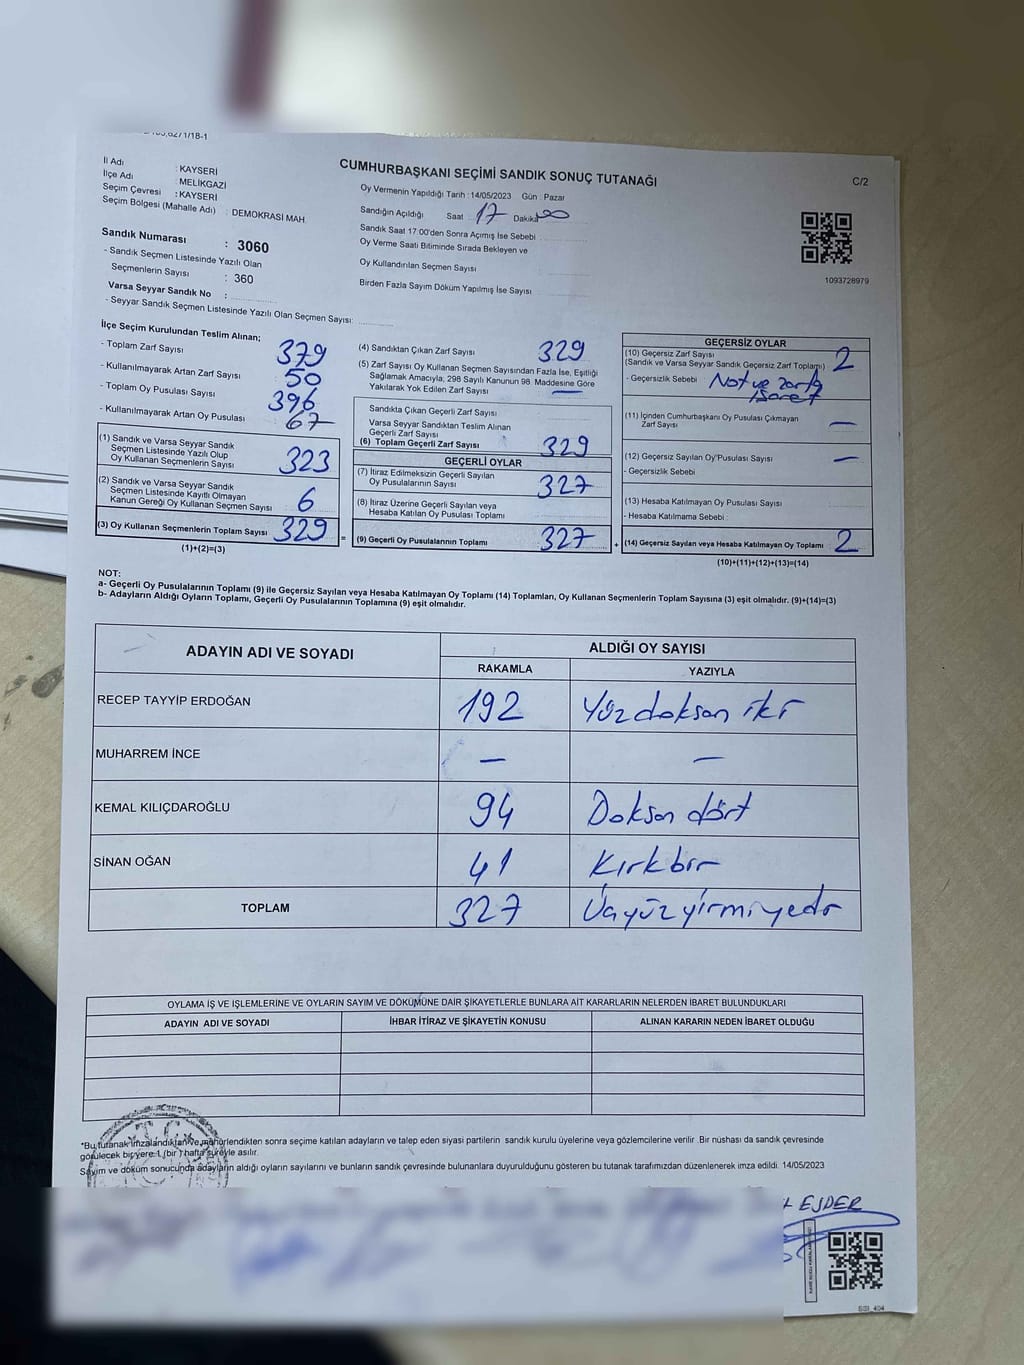 CUMHURBAŞKANI SEÇİMİ SANDIK SONUÇ TUTANAĞI
C/2
İl Adı : KAYSERİ
İlçe Adı : MELİKGAZİ
Seçim Çevresi : KAYSERİ
Seçim Bölgesi (Mahalle Adı) : DEMOKRASI MAH.
Sandık Numarası : 3060
- Sandık Seçmen Listesinde Yazılı Olan
Seçmenlerin Sayısı : 360
Varsa Seyyar Sandık No :
- Seyyar Sandık Seçmen Listesinde Yazılı Olan Seçmen Sayısı:
Oy Vermenin Yapıldığı Tarih : 14/05/2023 Gün : Pazar
Sandığın Açıldığı Saat 17 Dakika 00
Sandık Saat 17:00'den Sonra Açımış İse Sebebi
Oy Verme Saati Bitiminde Sırada Bekleyen ve
Oy Kullandırılan Seçmen Sayısı
Birden Fazla Sayım Döküm Yapılmış İse Sayısı
1093728979
İlçe Seçim Kurulundan Teslim Alınan;
- Toplam Zarf Sayısı 379
- Kullanılmayarak Artan Zarf Sayısı 50
- Toplam Oy Pusulası Sayısı 396
- Kullanılmayarak Artan Oy Pusulası 67
(1) Sandık ve Varsa Seyyar Sandık
Seçmen Listesinde Yazılı Olup
Oy Kullanan Seçmenlerin Sayısı 323
(2) Sandık ve Varsa Seyyar Sandık
Seçmen Listesinde Kayıtlı Olmayan
Kanun Gereği Oy Kullanan Seçmen Sayısı 6
(3) Oy Kullanan Seçmenlerin Toplam Sayısı 329
(1)+(2)=(3)
(4) Sandıktan Çıkan Zarf Sayısı 329
(5) Zarf Sayısı Oy Kullanan Seçmen Sayısından Fazla İse, Eşitliği
Sağlamak Amacıyla, 298 Sayılı Kanunun 98. Maddesine Göre
Yakılarak Yok Edilen Zarf Sayısı —
Sandıkta Çıkan Geçerli Zarf Sayısı
Varsa Seyyar Sandıktan Teslim Alınan
Geçerli Zarf Sayısı
(6) Toplam Geçerli Zarf Sayısı 329
GEÇERLİ OYLAR
(7) İtiraz Edilmeksizin Geçerli Sayılan
Oy Pusulalarının Sayısı 327
(8) İtiraz Üzerine Geçerli Sayılan veya
Hesaba Katılan Oy Pusulası Toplamı
= (9) Geçerli Oy Pusulalarının Toplamı 327
GEÇERSİZ OYLAR
(10) Geçersiz Zarf Sayısı 2
(Sandık ve Varsa Seyyar Sandık Geçersiz Zarf Toplamı)
- Geçersizlik Sebebi Not ve zarfa
işaret
(11) İçinden Cumhurbaşkanı Oy Pusulası Çıkmayan
Zarf Sayısı —
(12) Geçersiz Sayılan Oy Pusulası Sayısı —
- Geçersizlik Sebebi
(13) Hesaba Katılmayan Oy Pusulası Sayısı
- Hesaba Katılmama Sebebi
+ (14) Geçersiz Sayılan veya Hesaba Katılmayan Oy Toplamı 2
(10)+(11)+(12)+(13)=(14)
NOT:
a- Geçerli Oy Pusulalarının Toplamı (9) ile Geçersiz Sayılan veya Hesaba Katılmayan Oy Toplamı (14) Toplamları, Oy Kullanan Seçmenlerin Toplam Sayısına (3) eşit olmalıdır. (9)+(14)=(3)
b- Adayların Aldığı Oyların Toplamı, Geçerli Oy Pusulalarının Toplamına (9) eşit olmalıdır.
ADAYIN ADI VE SOYADI
ALDIĞI OY SAYISI
RAKAMLA YAZIYLA
RECEP TAYYİP ERDOĞAN 192 Yüzdoksan iki
MUHARREM İNCE — —
KEMAL KILIÇDAROĞLU 94 Doksan dört
SİNAN OĞAN 41 Kırkbir
TOPLAM 327 Üçyüzyirmiyedi
OYLAMA İŞ VE İŞLEMLERİNE VE OYLARIN SAYIM VE DÖKÜMÜNE DAİR ŞİKAYETLERLE BUNLARA AİT KARARLARIN NELERDEN İBARET BULUNDUKLARI
ADAYIN ADI VE SOYADI İHBAR İTİRAZ VE ŞİKAYETİN KONUSU ALINAN KARARIN NEDEN İBARET OLDUĞU
*Bu tutanak imzalandıktan ve mühürlendikten sonra seçime katılan adayların ve talep eden siyasi partilerin sandık kurulu üyelerine veya gözlemcilerine verilir .Bir nüshası da sandık çevresinde
görülecek bir yere 1 (bir ) hafta süreyle asılır.
Sayım ve döküm sonucunda adayların aldığı oyların sayılarını ve bunların sandık çevresinde bulunanlara duyurulduğunu gösteren bu tutanak tarafımızdan düzenlenerek imza edildi. 14/05/2023
T.C.
EJDER